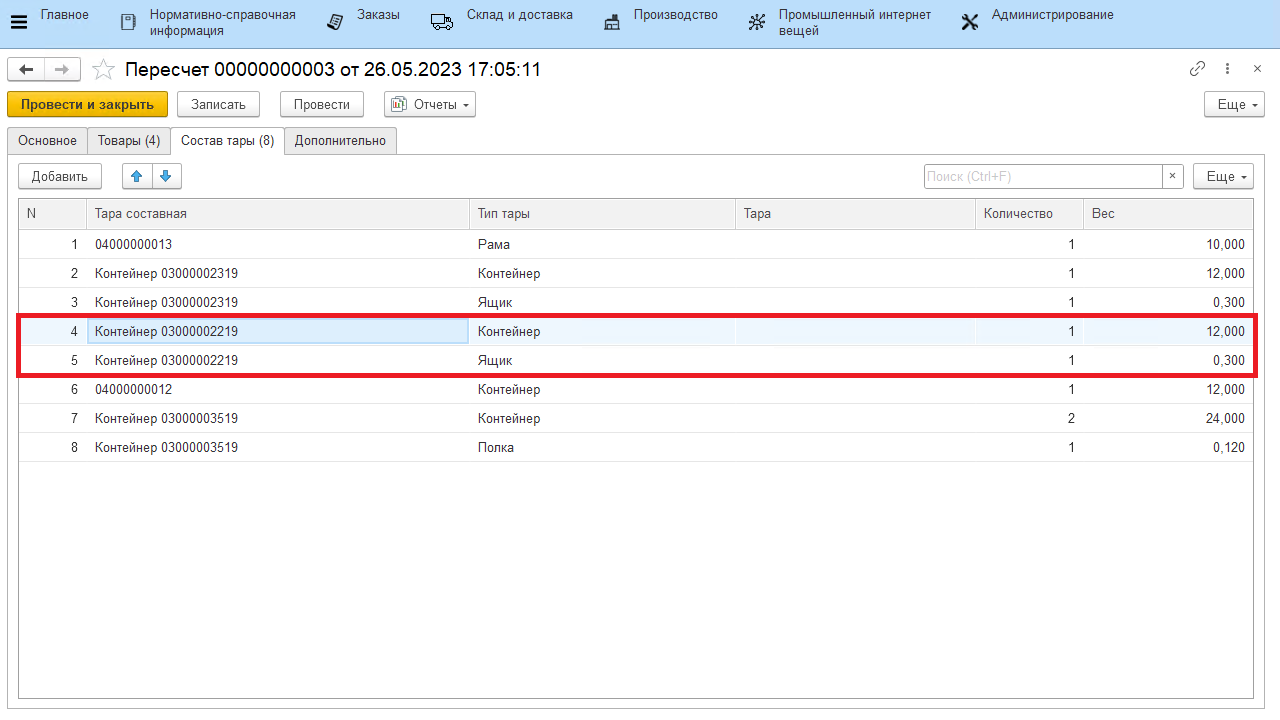 Главное
Нормативно-справочная
информация
Заказы
Склад и доставка
Производство
Промышленный интернет
вещей
Администрирование
Пересчет 00000000003 от 26.05.2023 17:05:11
Провести и закрыть Записать Провести Отчеты Еще
Основное Товары (4) Состав тары (8) Дополнительно
Добавить Поиск (Ctrl+F) × Еще
N Тара составная Тип тары Тара Количество Вес
1 04000000013 Рама 1 10,000
2 Контейнер 03000002319 Контейнер 1 12,000
3 Контейнер 03000002319 Ящик 1 0,300
4 Контейнер 03000002219 Контейнер 1 12,000
5 Контейнер 03000002219 Ящик 1 0,300
6 04000000012 Контейнер 1 12,000
7 Контейнер 03000003519 Контейнер 2 24,000
8 Контейнер 03000003519 Полка 1 0,120